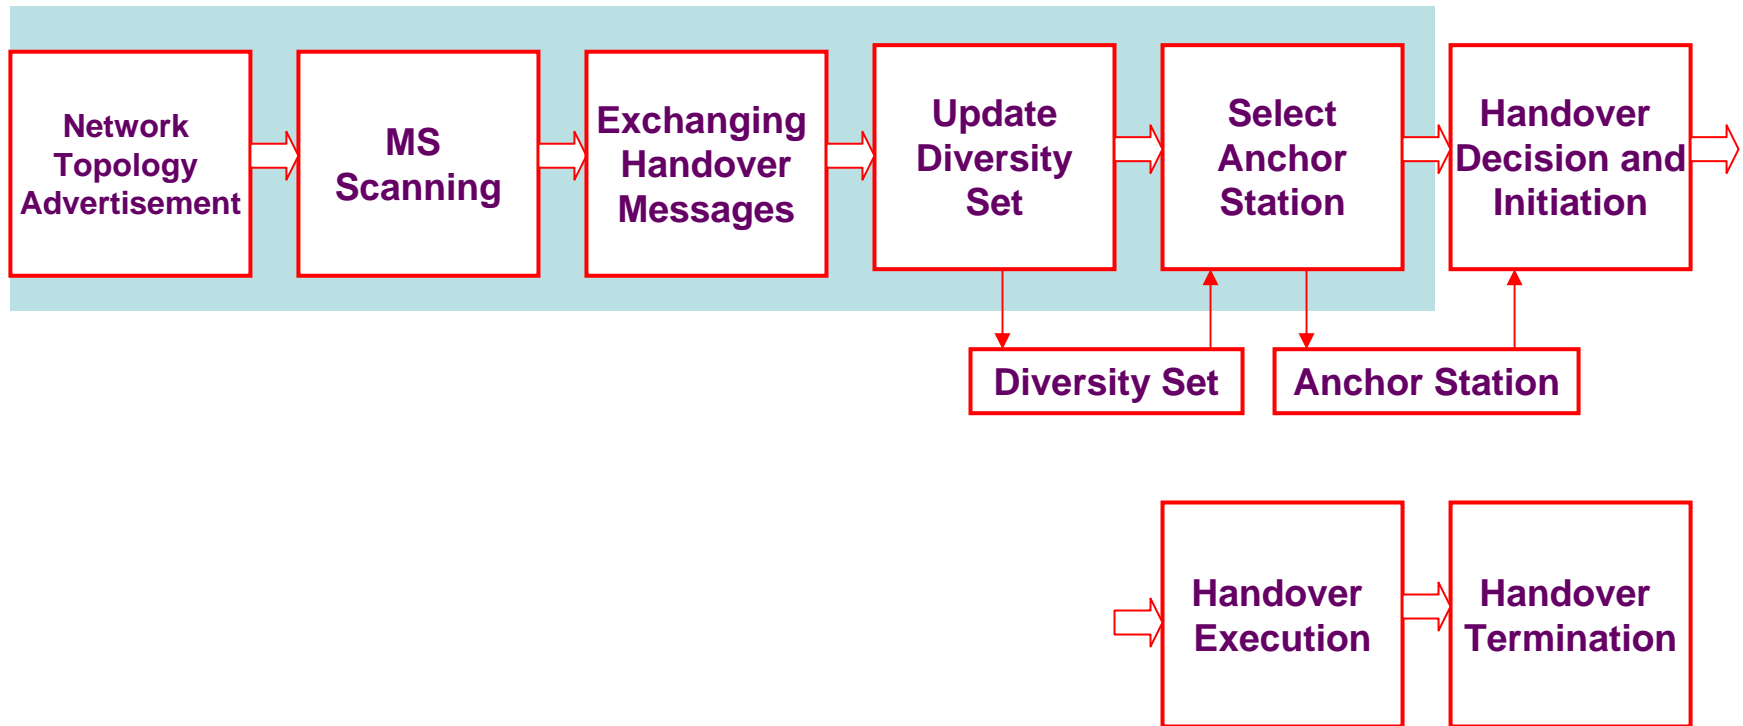 Network
Topology
Advertisement
MS
Scanning
Exchanging
Handover
Messages
Update
Diversity
Set
Select
Anchor
Station
Handover
Decision and
Initiation
Diversity Set
Anchor Station
Handover
Execution
Handover
Termination